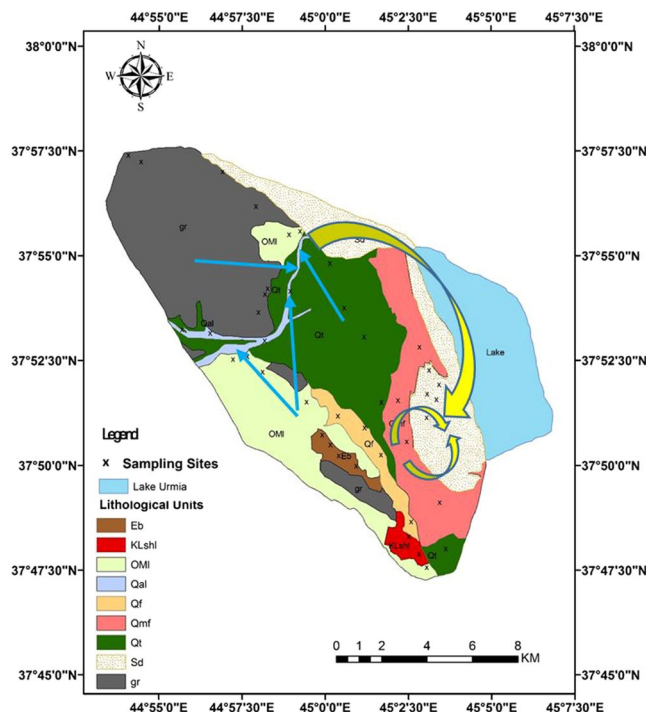 44°55'0"E 44°57'30"E 45°0'0"E 45°2'30"E 45°5'0"E 45°7'30"E
38°0'0"N 38°0'0"N
N
W E
S
37°57'30"N 37°57'30"N
gr
OMl
37°55'0"N Sd 37°55'0"N
Qt
Qal
Qt
Lake
37°52'30"N 37°52'30"N
OMl
Qf
Legend
x Sampling Sites
37°50'0"N Eb 37°50'0"N
Lake Urmia
gr
Lithological Units
Eb
KLshl
KLshl
Qt
OMl
37°47'30"N 37°47'30"N
Qal
Qf
Qmf
Qt
0 1 2 4 6 8
KM
Sd
37°45'0"N 37°45'0"N
gr
44°55'0"E 44°57'30"E 45°0'0"E 45°2'30"E 45°5'0"E 45°7'30"E